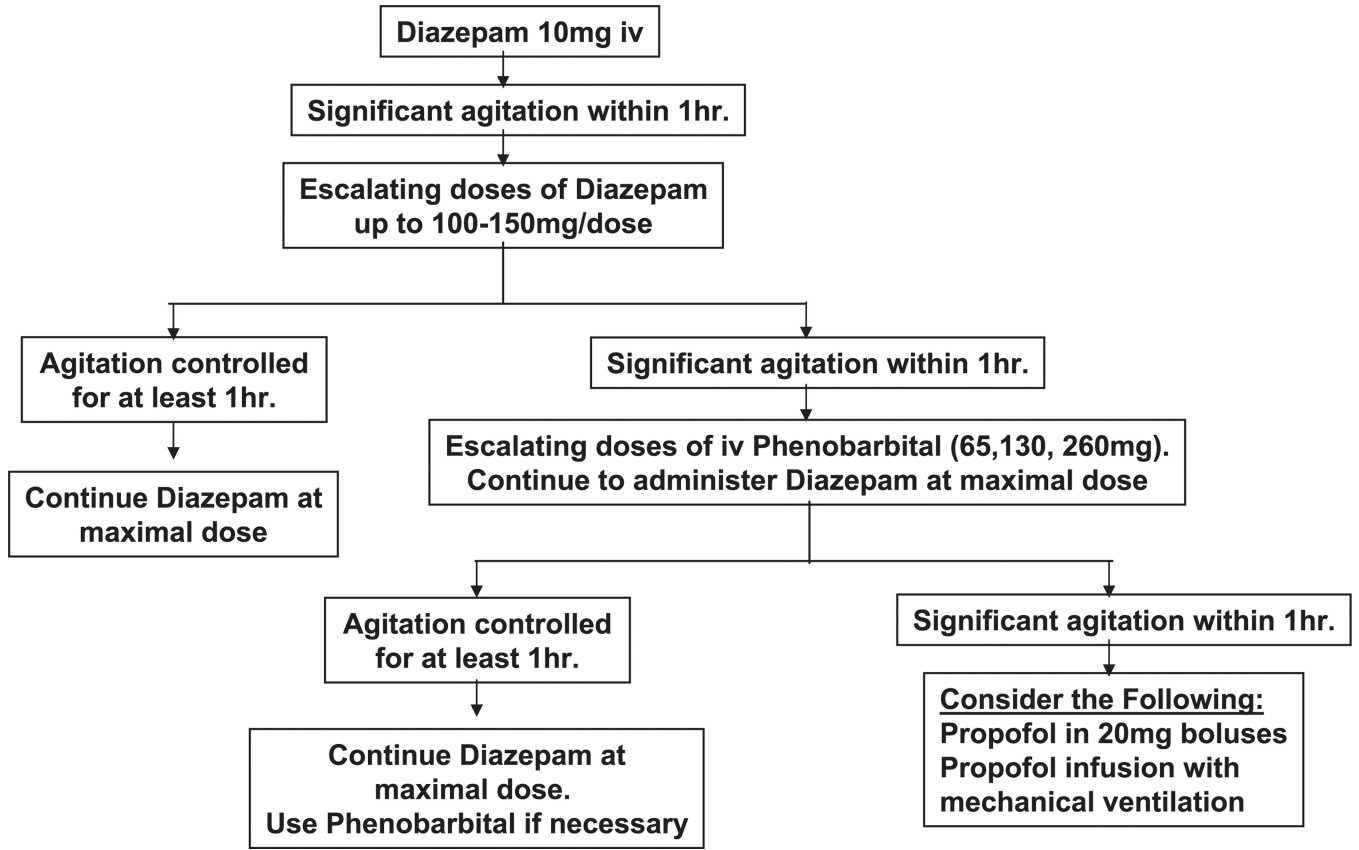 Diazepam 10mg iv
Significant agitation within 1hr.
Escalating doses of Diazepam
up to 100-150mg/dose
Agitation controlled
for at least 1hr.
Continue Diazepam at
maximal dose
Significant agitation within 1hr.
Escalating doses of iv Phenobarbital (65,130, 260mg).
Continue to administer Diazepam at maximal dose
Agitation controlled
for at least 1hr.
Continue Diazepam at
maximal dose.
Use Phenobarbital if necessary
Significant agitation within 1hr.
Consider the Following:
Propofol in 20mg boluses
Propofol infusion with
mechanical ventilation